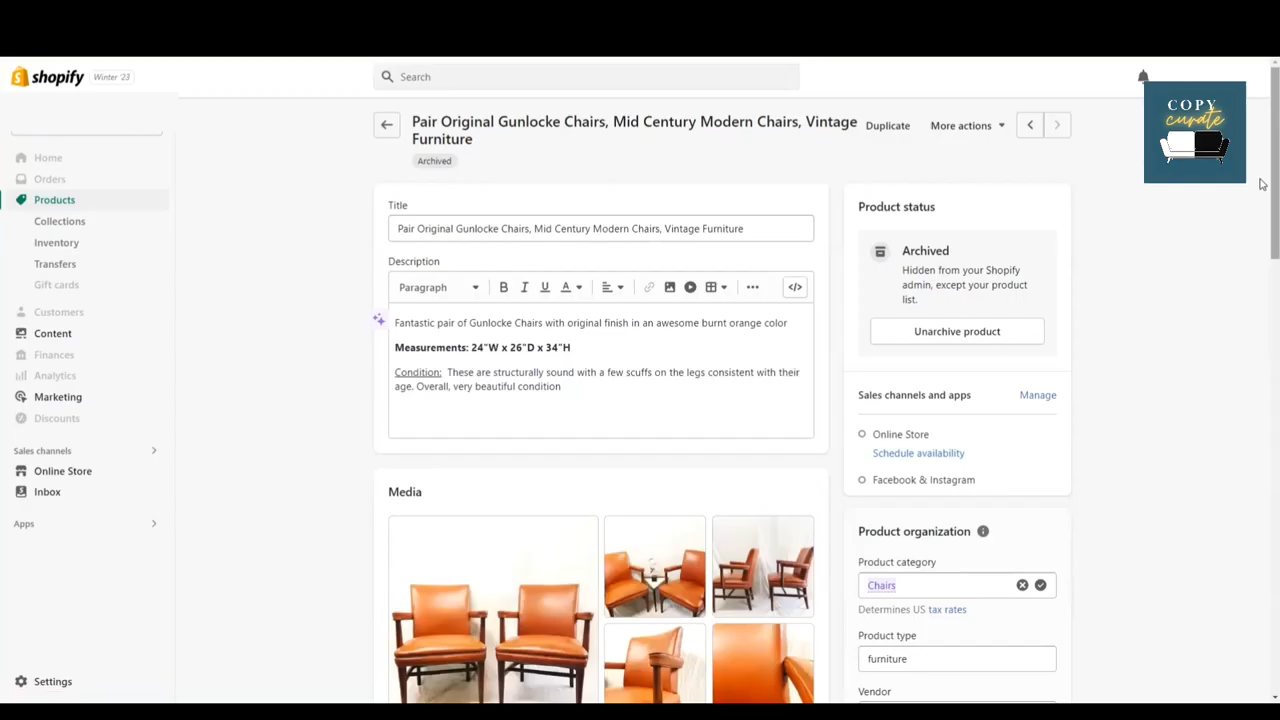 shopify
Winter '23
Search
COPY
curate
Home
Orders
Products
Collections
Inventory
Transfers
Gift cards
Customers
Content
Finances
Analytics
Marketing
Discounts
Sales channels
Online Store
Inbox
Apps
Settings
Pair Original Gunlocke Chairs, Mid Century Modern Chairs, Vintage
Furniture
Archived
Duplicate
More actions
Title
Pair Original Gunlocke Chairs, Mid Century Modern Chairs, Vintage Furniture
Description
Paragraph
B I U A
Fantastic pair of Gunlocke Chairs with original finish in an awesome burnt orange color
Measurements: 24"W x 26"D x 34"H
Condition: These are structurally sound with a few scuffs on the legs consistent with their
age. Overall, very beautiful condition
Media
Product status
Archived
Hidden from your Shopify
admin, except your product
list.
Unarchive product
Sales channels and apps
Manage
Online Store
Schedule availability
Facebook & Instagram
Product organization
Product category
Chairs
Determines US tax rates
Product type
furniture
Vendor